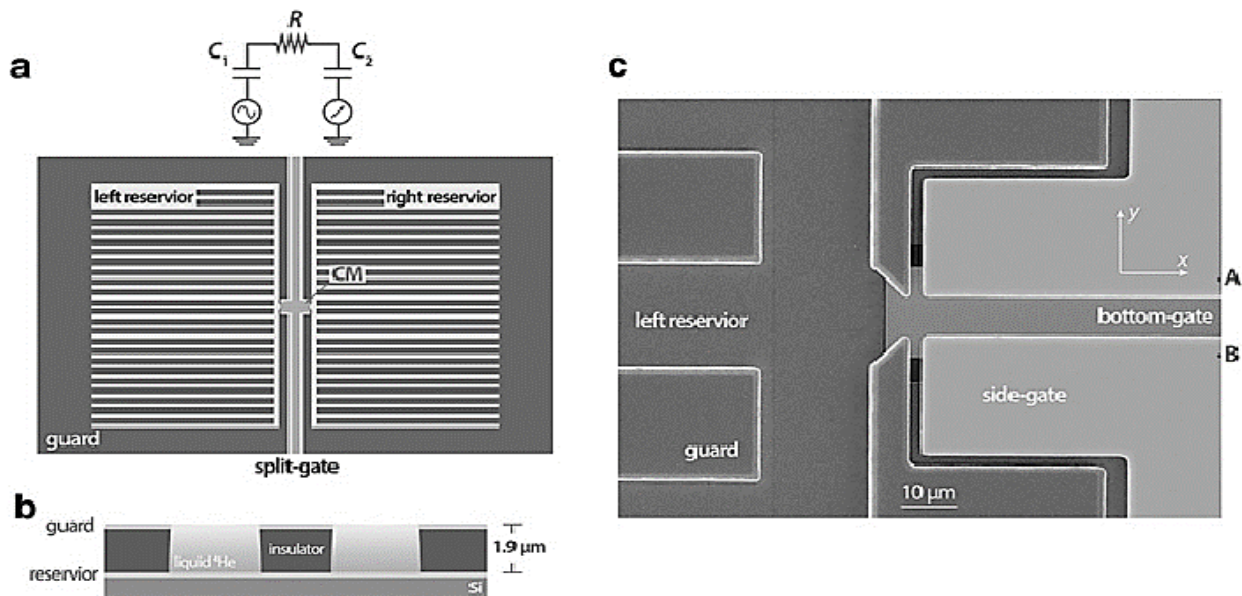 a
R
C1
C2
left reservior
right reservior
CM
guard
split-gate
b
guard
reservior
liquid ⁴He
insulator
1.9 µm
Si
c
left reservior
guard
y
x
A
bottom-gate
B
side-gate
10 µm